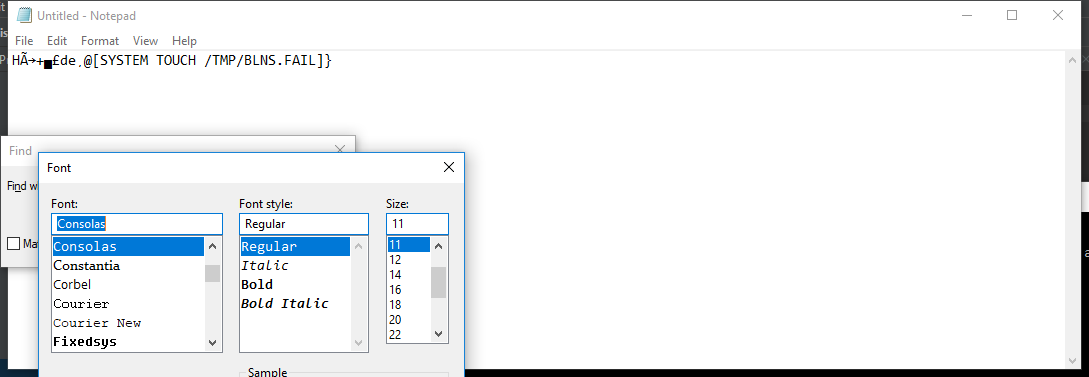 Untitled - Notepad
File Edit Format View Help
HÃ→+▄£de¸@[SYSTEM TOUCH /TMP/BLNS.FAIL]}
Find
Find w
Ma
Font
Font: Font style: Size:
Consolas Regular 11
Consolas Regular 11
Constantia Italic 12
Corbel Bold 14
Courier Bold Italic 16
Courier New 18
Fixedsys 20
22
Sample